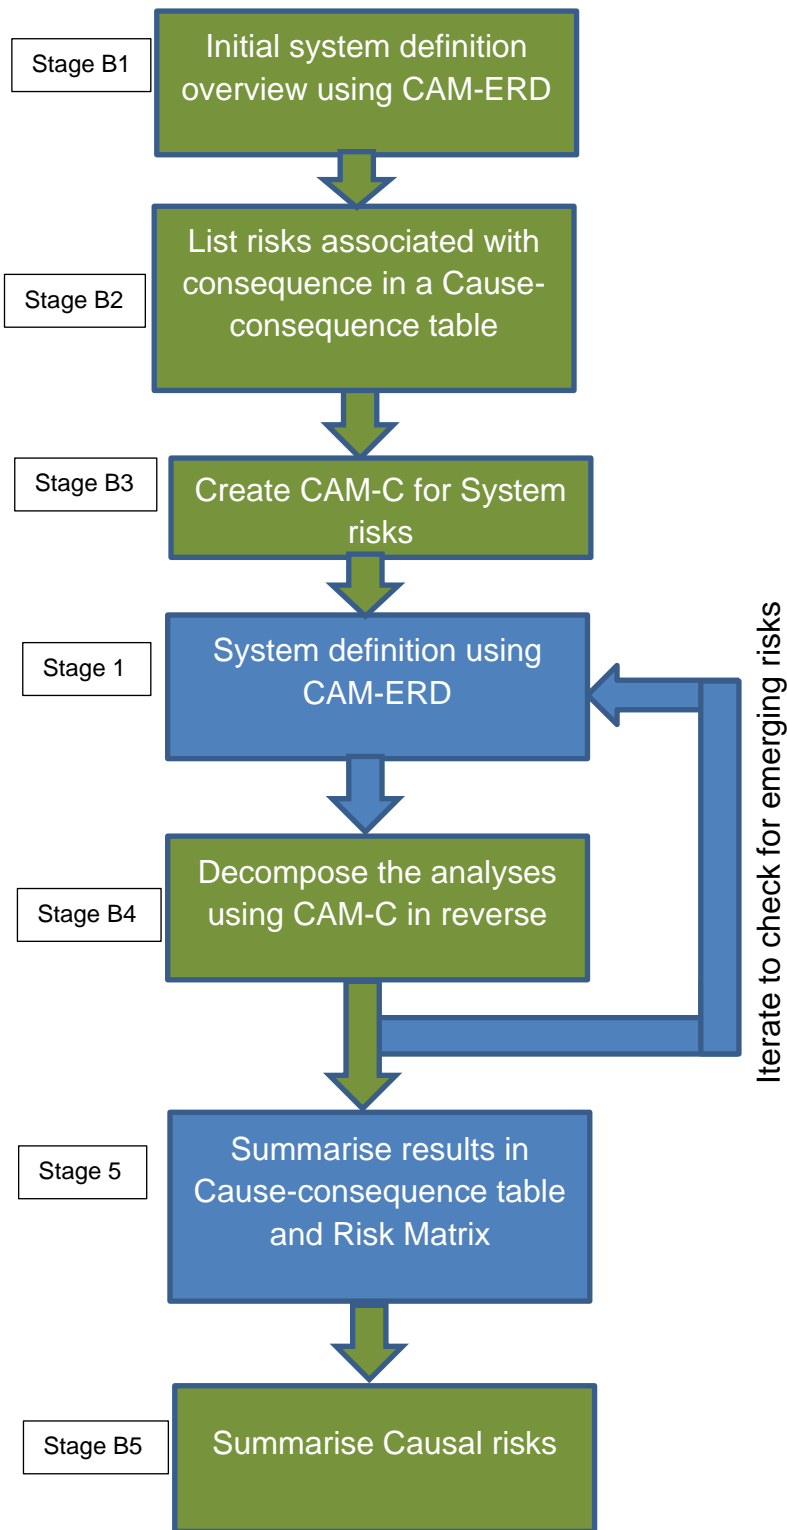 Stage B1
Initial system definition
overview using CAM-ERD
Stage B2
List risks associated with
consequence in a Cause-
consequence table
Stage B3
Create CAM-C for System
risks
Stage 1
System definition using
CAM-ERD
Iterate to check for emerging risks
Stage B4
Decompose the analyses
using CAM-C in reverse
Stage 5
Summarise results in
Cause-consequence table
and Risk Matrix
Stage B5
Summarise Causal risks